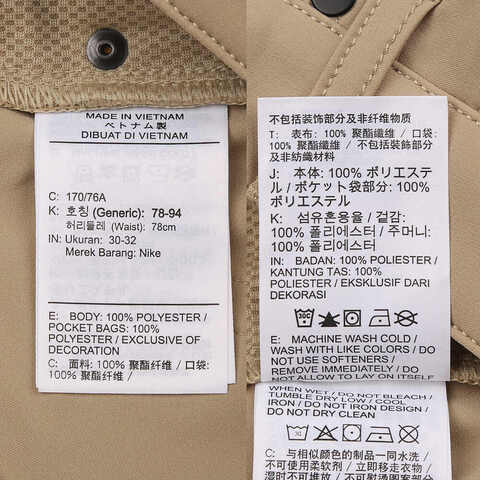 MADE IN VIETNAM
ベトナム製
DIBUAT DI VIETNAM
C: 170/76A
K: 호칭 (Generic): 78-94
허리둘레 (Waist): 78cm
IN: Ukuran: 30-32
Merek Barang: Nike
E: BODY: 100% POLYESTER/
POCKET BAGS: 100%
POLYESTER/ EXCLUSIVE OF
DECORATION
C: 面料: 100% 聚酯纤维 / 口袋:
100% 聚酯纤维 /
不包括装饰部分及非纤维物质
T: 表布: 100% 聚酯纖維 / 口袋:
100% 聚酯纖維 / 不包括裝飾部分
及非紡織材料
J: 本体: 100% ポリエステ
ル / ポケット袋部分: 100%
ポリエステル
K: 섬유혼용율 / 겉감:
100% 폴리에스터 / 주머니:
100% 폴리에스터
IN: BADAN: 100% POLIESTER/
KANTUNG TAS: 100%
POLIESTER / EKSKLUSIF DARI
DEKORASI
E: MACHINE WASH COLD /
WASH WITH LIKE COLORS / DO
NOT USE SOFTENERS /
REMOVE IMMEDIATELY / DO
NOT ALLOW TO LAY ON ITSELF
WHEN WET / DO NOT BLEACH/
TUMBLE DRY LOW / COOL
IRON / DO NOT IRON DESIGN /
DO NOT DRY CLEAN
C: 与相似颜色的制品一同水洗 /
不可使用柔软剂 / 立即移走衣物